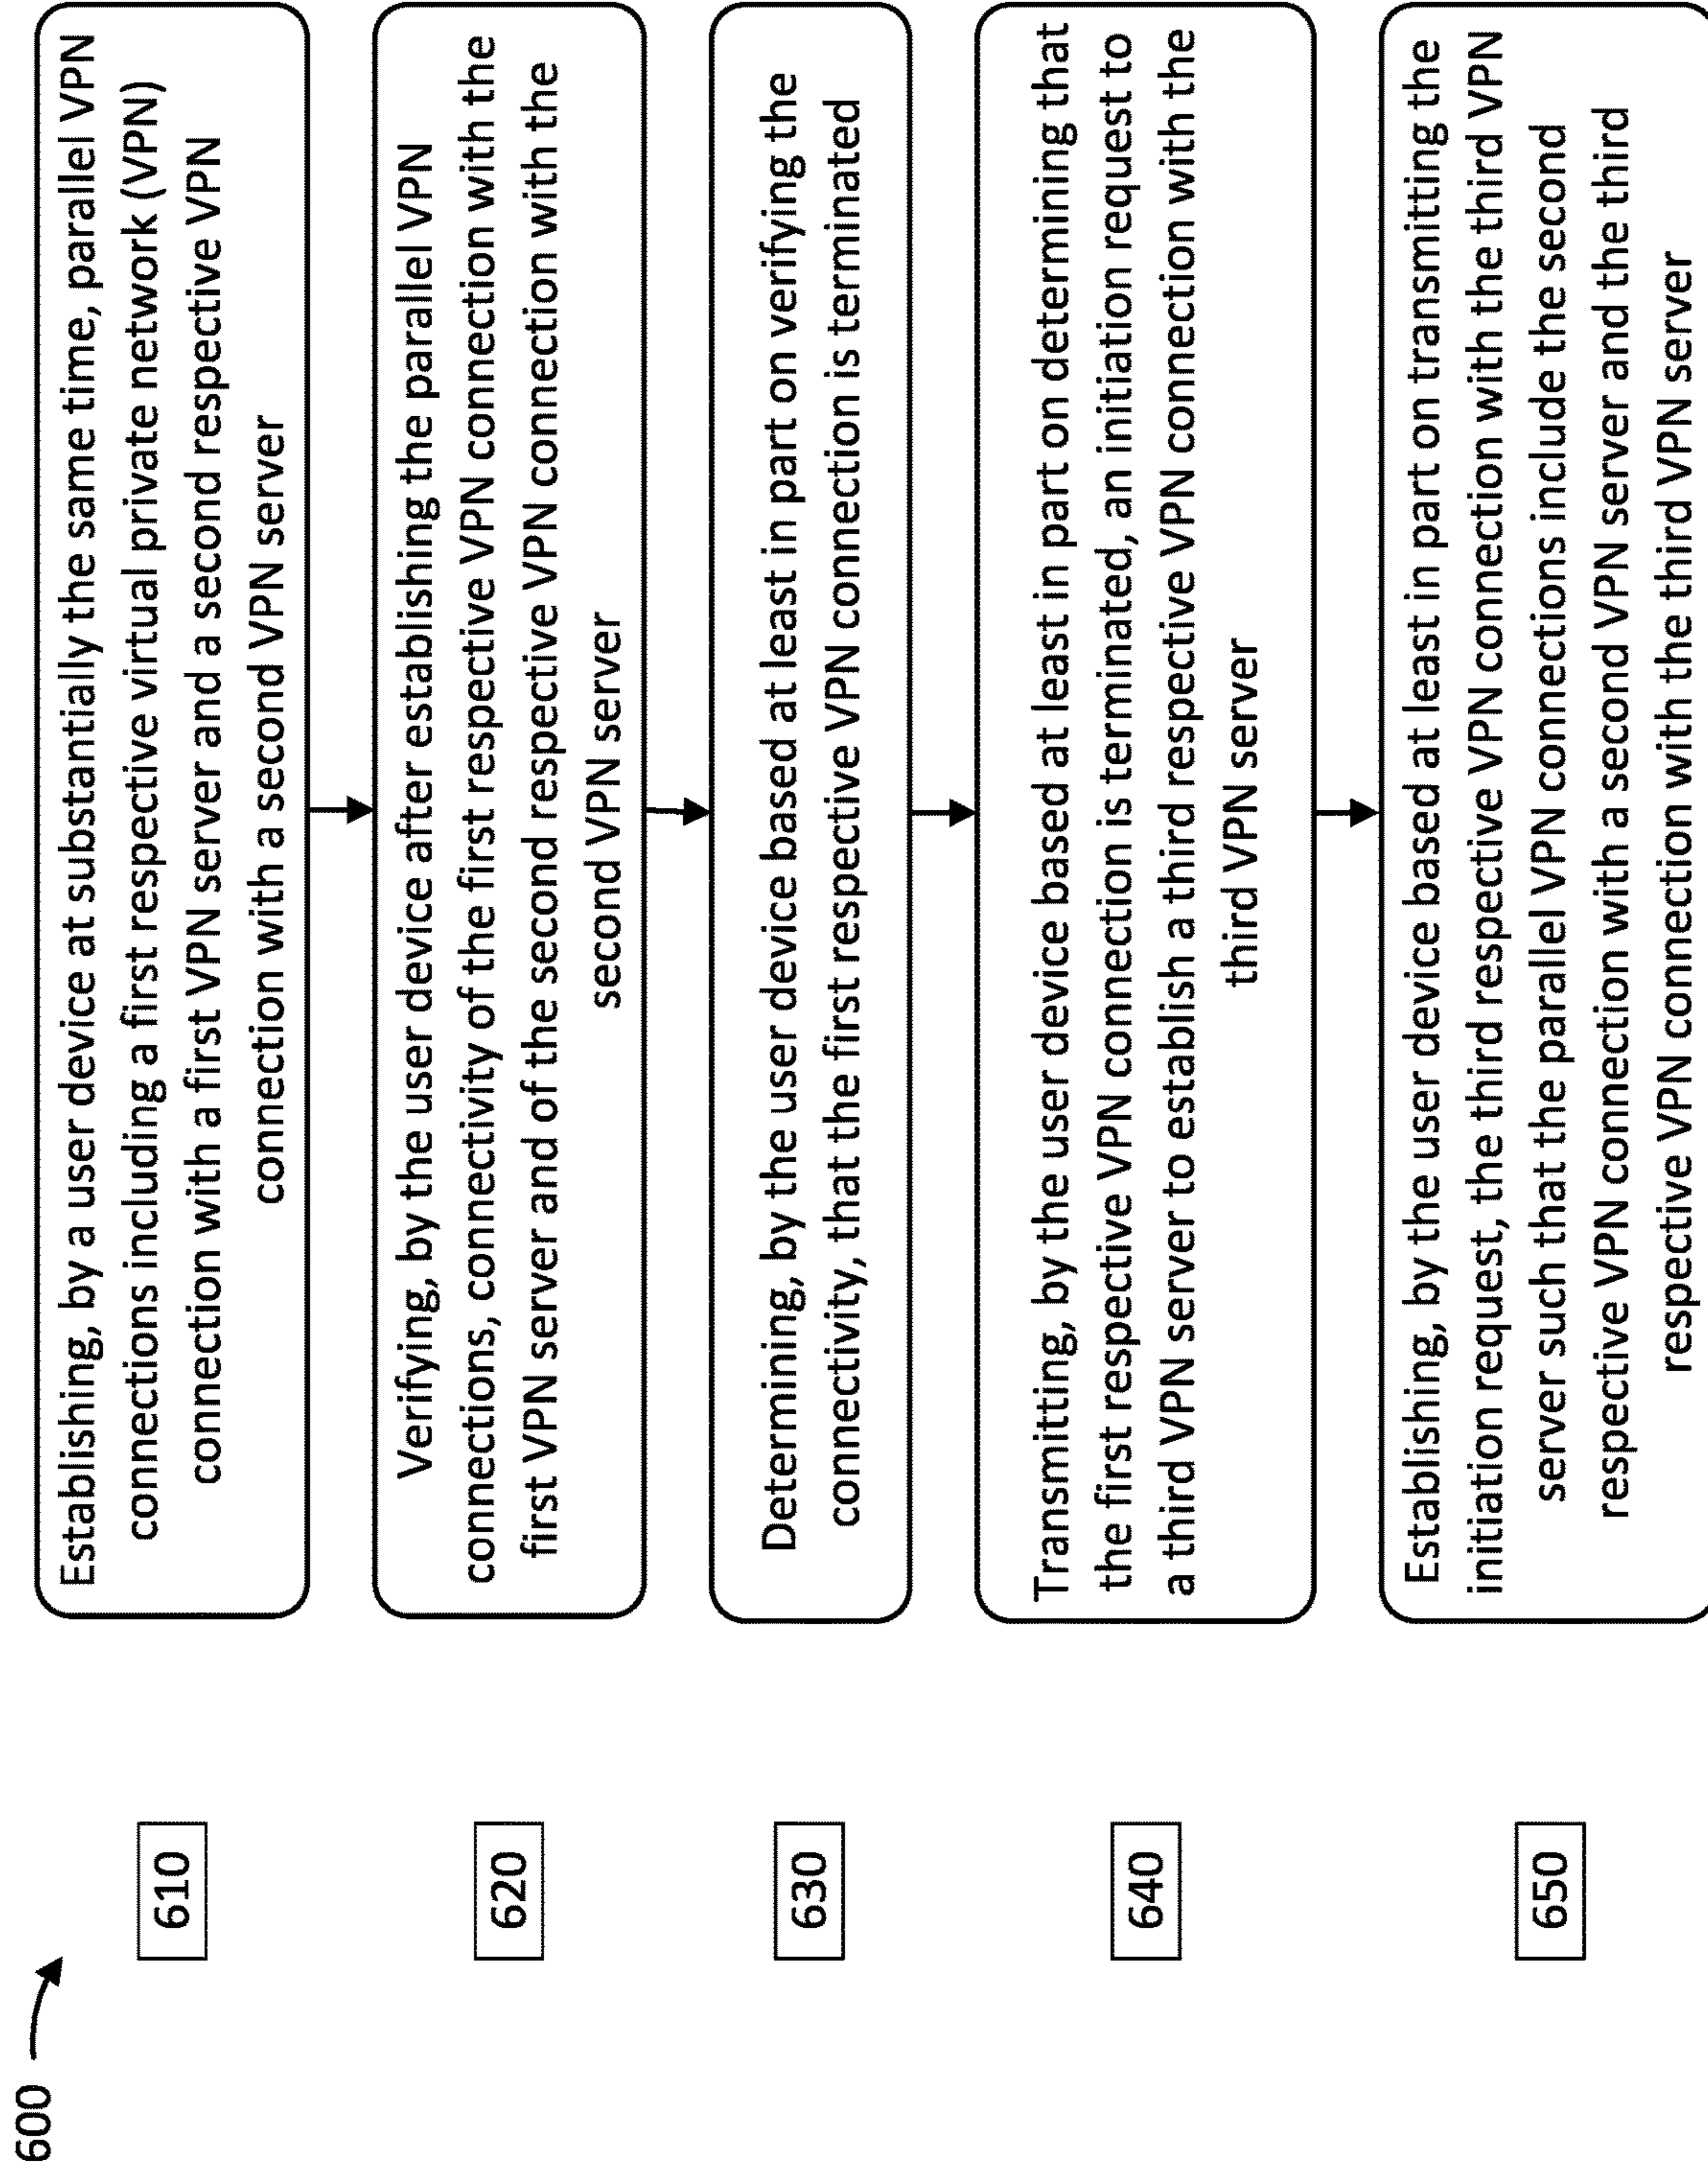 600
610
Establishing, by a user device at substantially the same time, parallel VPN
connections including a first respective virtual private network (VPN)
connection with a first VPN server and a second respective VPN
connection with a second VPN server
620
Verifying, by the user device after establishing the parallel VPN
connections, connectivity of the first respective VPN connection with the
first VPN server and of the second respective VPN connection with the
second VPN server
630
Determining, by the user device based at least in part on verifying the
connectivity, that the first respective VPN connection is terminated
640
Transmitting, by the user device based at least in part on determining that
the first respective VPN connection is terminated, an initiation request to
a third VPN server to establish a third respective VPN connection with the
third VPN server
650
Establishing, by the user device based at least in part on transmitting the
initiation request, the third respective VPN connection with the third VPN
server such that the parallel VPN connections include the second
respective VPN connection with a second VPN server and the third
respective VPN connection with the third VPN server